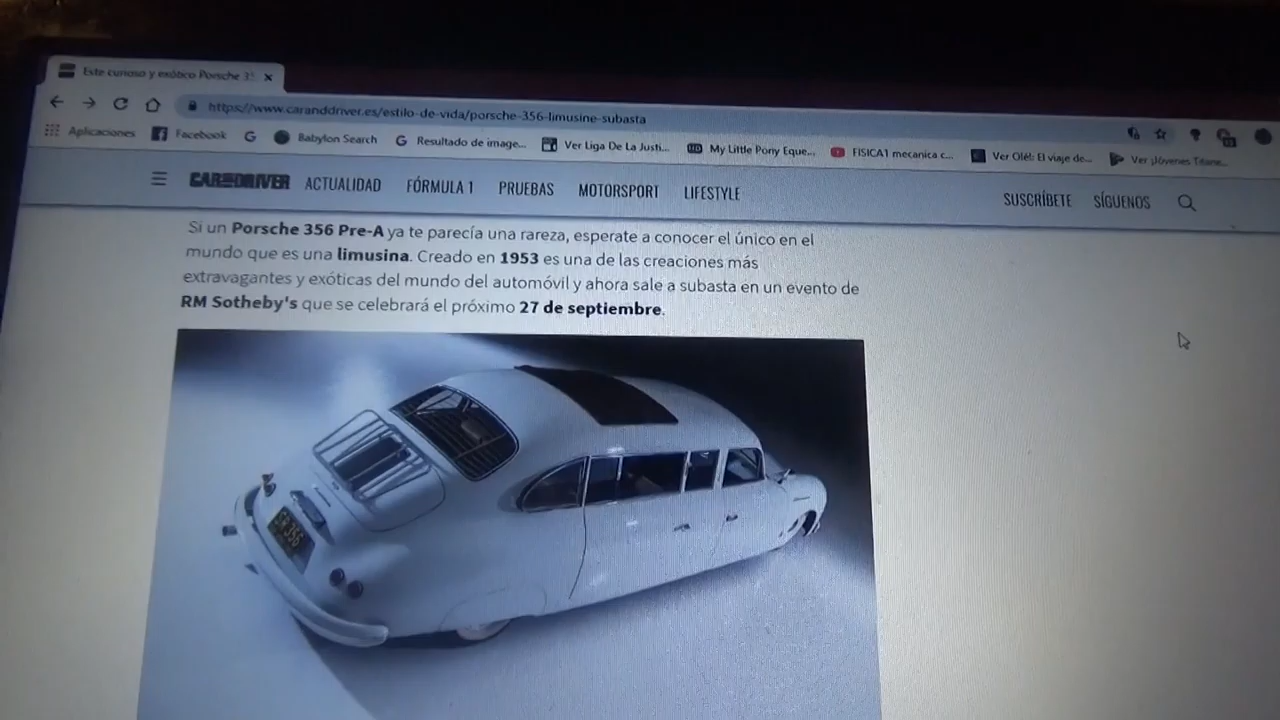 Este curioso y exótico Porsche 35
https://www.caranddriver.es/estilo-de-vida/porsche-356-limusine-subasta
Aplicaciones Facebook Babylon Search Resultado de image... Ver Liga De La Justi... My Little Pony Eque... FISICA1 mecanica c... Ver Olé!: El viaje de... Ver ¡Jóvenes Titane...
CAR AND DRIVER ACTUALIDAD FÓRMULA 1 PRUEBAS MOTORSPORT LIFESTYLE SUSCRÍBETE SÍGUENOS
Si un Porsche 356 Pre-A ya te parecía una rareza, esperate a conocer el único en el
mundo que es una limusina. Creado en 1953 es una de las creaciones más
extravagantes y exóticas del mundo del automóvil y ahora sale a subasta en un evento de
RM Sotheby's que se celebrará el próximo 27 de septiembre.